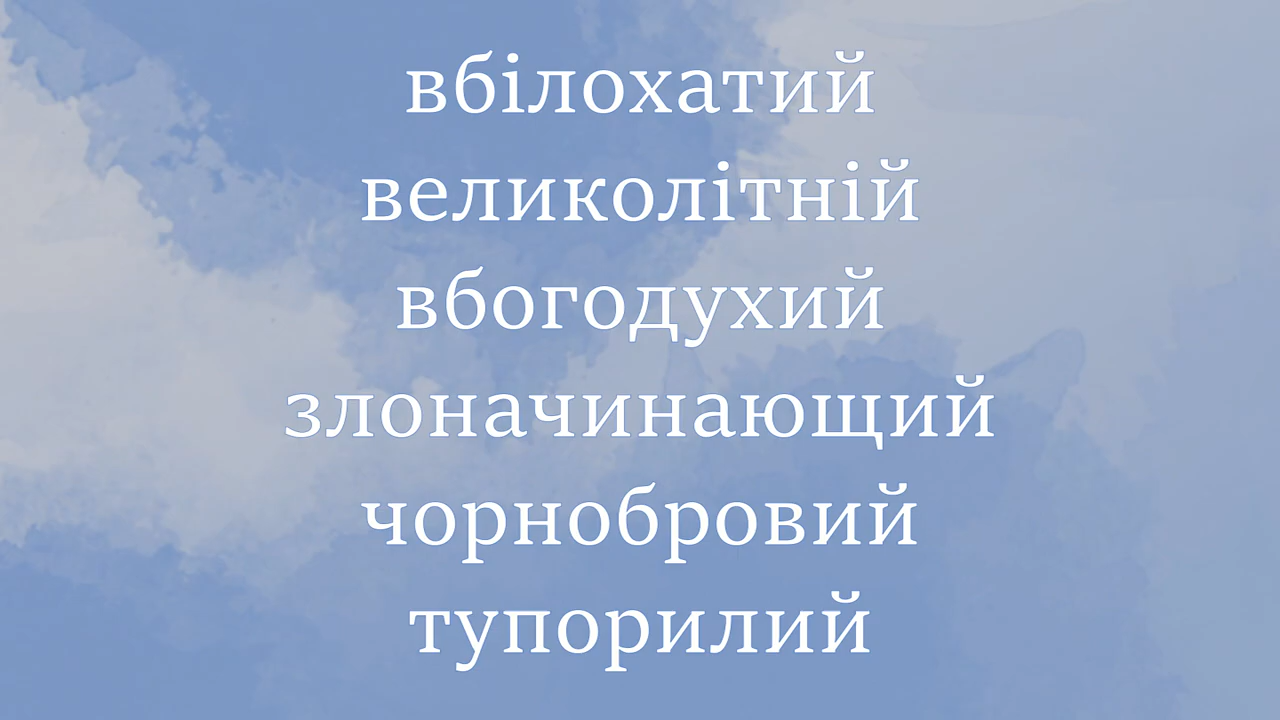 вбілохатий
великолітній
вбогодухий
злоначинающий
чорнобровий
тупорилий